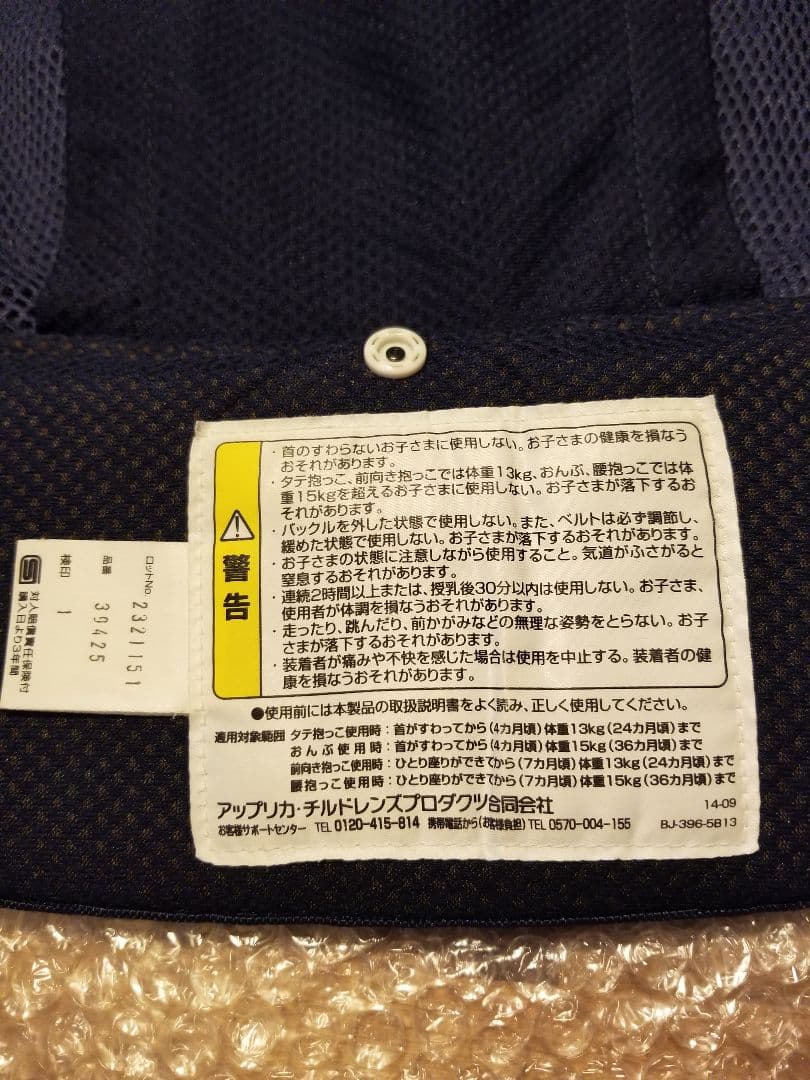 警告
・首のすわらないお子さまに使用しない。お子さまの健康を損なう
おそれがあります。
・タテ抱っこ、前向き抱っこでは体重13kg、おんぶ、腰抱っこでは体
重15kgを超えるお子さまに使用しない。お子さまが落下するお
それがあります。
・バックルを外した状態で使用しない。また、ベルトは必ず調節し、
緩めた状態で使用しない。お子さまが落下するおそれがあります。
・お子さまの状態に注意しながら使用すること。気道がふさがると
窒息するおそれがあります。
・連続2時間以上または、授乳後30分以内は使用しない。お子さま、
使用者が体調を損なうおそれがあります。
・走ったり、跳んだり、前かがみなどの無理な姿勢をとらない。お子
さまが落下するおそれがあります。
・装着者が痛みや不快を感じた場合は使用を中止する。装着者の健
康を損なうおそれがあります。
●使用前には本製品の取扱説明書をよく読み、正しく使用してください。
適用対象範囲 タテ抱っこ使用時：首がすわってから(4カ月頃)体重13kg(24カ月頃)まで
おんぶ使用時：首がすわってから(4カ月頃)体重15kg(36カ月頃)まで
前向き抱っこ使用時：ひとり座りができてから(7カ月頃)体重13kg(24カ月頃)まで
腰抱っこ使用時：ひとり座りができてから(7カ月頃)体重15kg(36カ月頃)まで
アップリカ・チルドレンズプロダクツ合同会社 14-09
お客様サポートセンター TEL 0120-415-814 携帯電話から(お客様負担)TEL 0570-004-155 BJ-396-5B13
ロットNo. 2321151
品番 39425
検印 1
S 対人賠償責任保険付
購入日より3年間